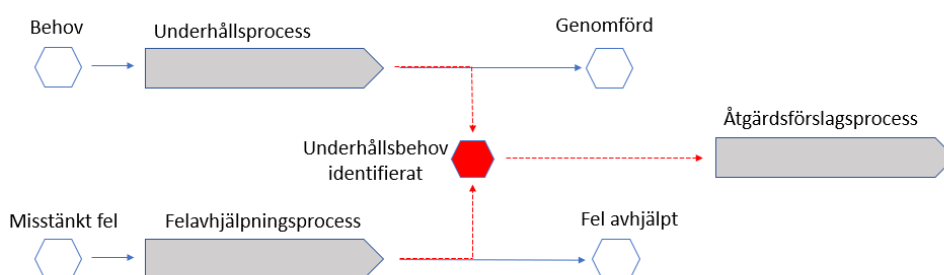 Behov
Underhållsprocess
Genomförd
Åtgärdsförslagsprocess
Underhållsbehov
identifierat
Misstänkt fel
Felavhjälpningsprocess
Fel avhjälpt